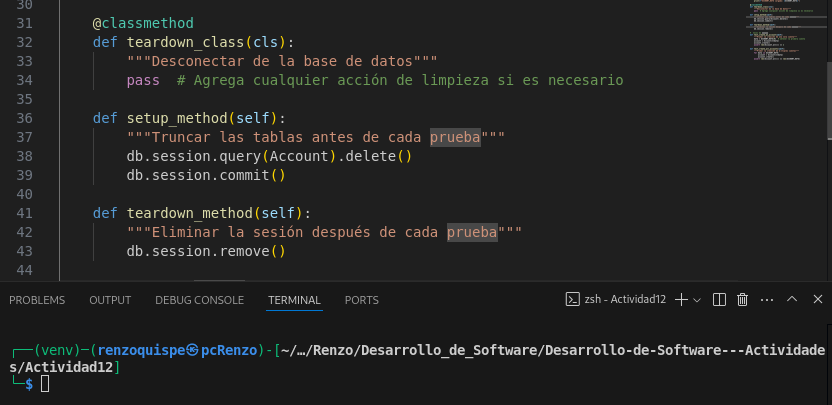 30
31 @classmethod
32 def teardown_class(cls):
33 """Desconectar de la base de datos"""
34 pass # Agrega cualquier acción de limpieza si es necesario
35
36 def setup_method(self):
37 """Truncar las tablas antes de cada prueba"""
38 db.session.query(Account).delete()
39 db.session.commit()
40
41 def teardown_method(self):
42 """Eliminar la sesión después de cada prueba"""
43 db.session.remove()
44
PROBLEMS OUTPUT DEBUG CONSOLE TERMINAL PORTS zsh - Actividad12
┌──(venv)─(renzoquispe㉿pcRenzo)-[~/…/Renzo/Desarrollo_de_Software/Desarrollo-de-Software---Actividade
s/Actividad12]
└─$